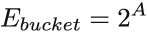 E_{bucket} = 2^A